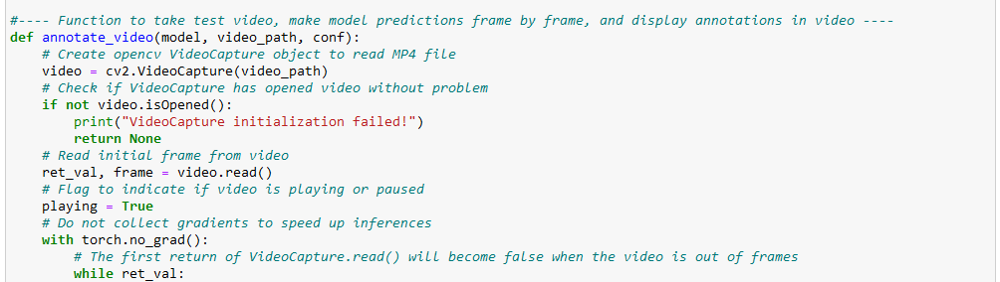 #---- Function to take test video, make model predictions frame by frame, and display annotations in video ----
def annotate_video(model, video_path, conf):
    # Create opencv VideoCapture object to read MP4 file
    video = cv2.VideoCapture(video_path)
    # Check if VideoCapture has opened video without problem
    if not video.isOpened():
        print("VideoCapture initialization failed!")
        return None
    # Read initial frame from video
    ret_val, frame = video.read()
    # Flag to indicate if video is playing or paused
    playing = True
    # Do not collect gradients to speed up inferences
    with torch.no_grad():
        # The first return of VideoCapture.read() will become false when the video is out of frames
        while ret_val: